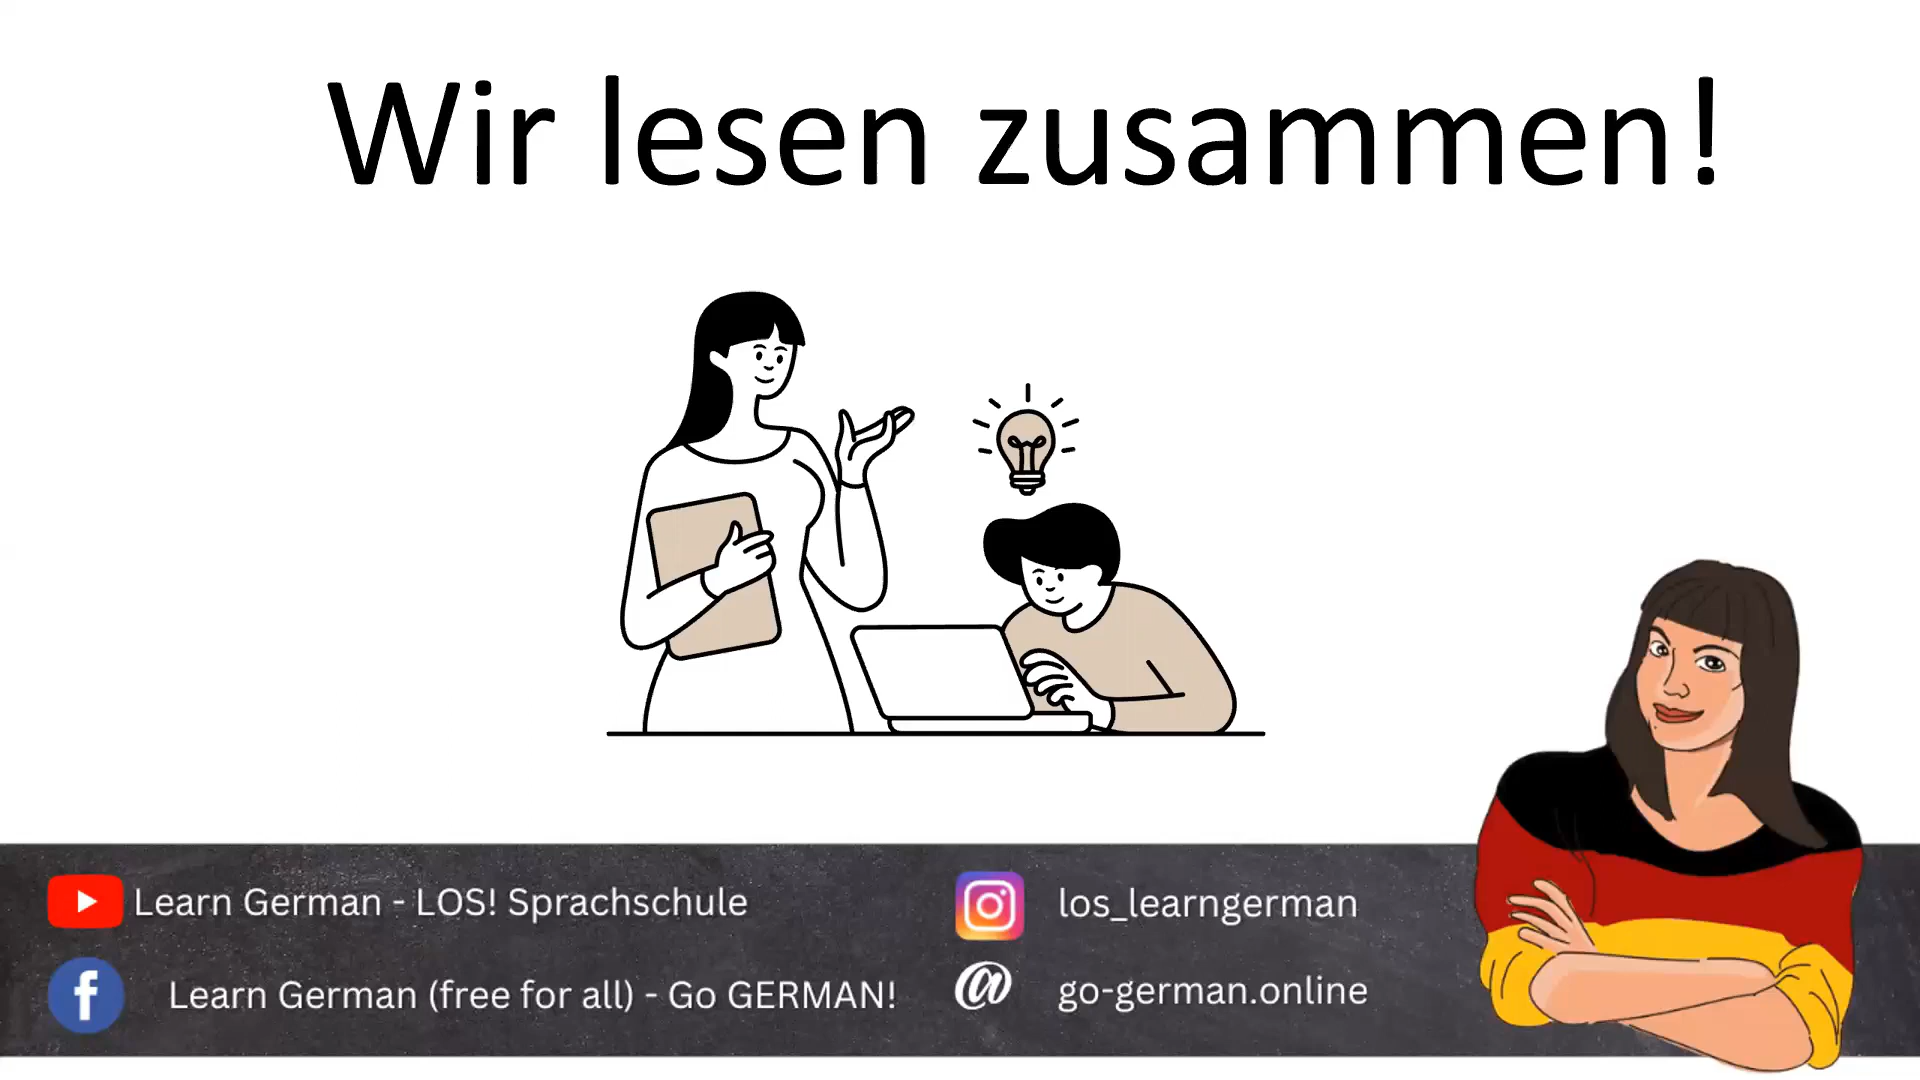 Wir lesen zusammen!
Learn German - LOS! Sprachschule
los_learngerman
Learn German (free for all) - Go GERMAN!
go-german.online